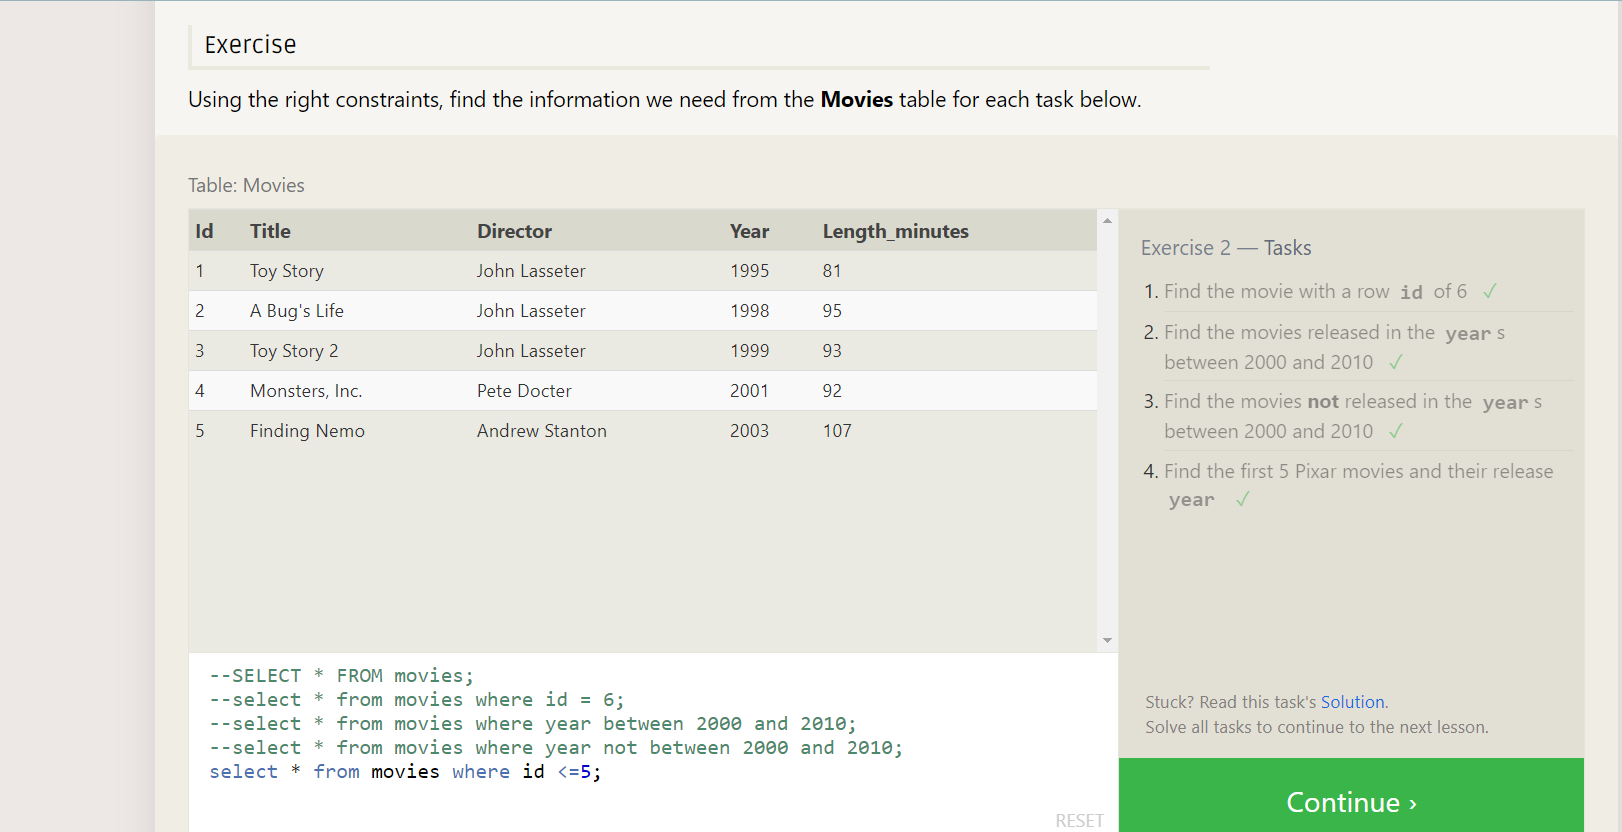 Exercise
Using the right constraints, find the information we need from the Movies table for each task below.
Table: Movies
Id Title Director Year Length_minutes
1 Toy Story John Lasseter 1995 81
2 A Bug's Life John Lasseter 1998 95
3 Toy Story 2 John Lasseter 1999 93
4 Monsters, Inc. Pete Docter 2001 92
5 Finding Nemo Andrew Stanton 2003 107
--SELECT * FROM movies;
--select * from movies where id = 6;
--select * from movies where year between 2000 and 2010;
--select * from movies where year not between 2000 and 2010;
select * from movies where id <=5;
RESET
Exercise 2 — Tasks
1. Find the movie with a row id of 6 ✓
2. Find the movies released in the year s
between 2000 and 2010 ✓
3. Find the movies not released in the year s
between 2000 and 2010 ✓
4. Find the first 5 Pixar movies and their release
year ✓
Stuck? Read this task's Solution.
Solve all tasks to continue to the next lesson.
Continue ›